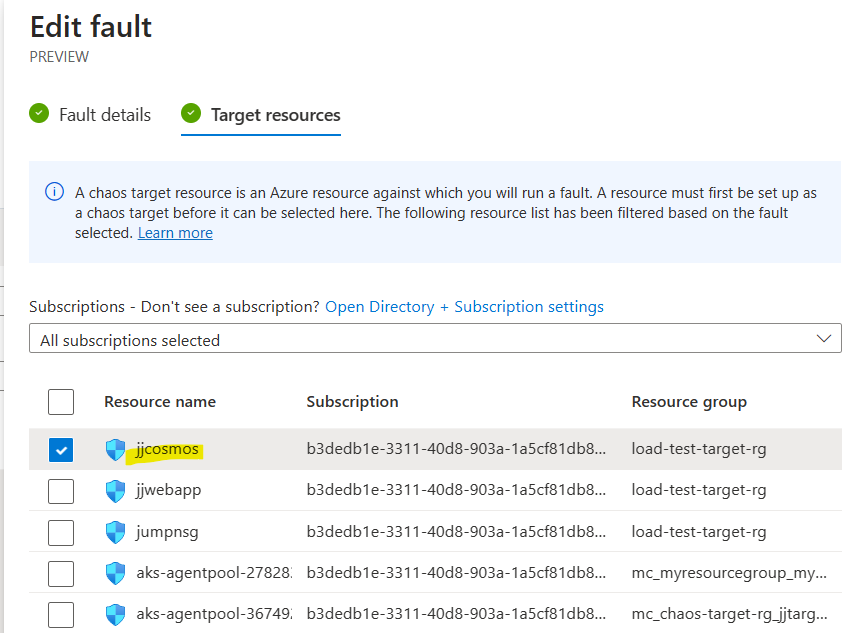 Edit fault
PREVIEW
Fault details
Target resources
A chaos target resource is an Azure resource against which you will run a fault. A resource must first be set up as
a chaos target before it can be selected here. The following resource list has been filtered based on the fault
selected. Learn more
Subscriptions - Don't see a subscription? Open Directory + Subscription settings
All subscriptions selected
Resource name Subscription Resource group
jjcosmos b3dedb1e-3311-40d8-903a-1a5cf81db8... load-test-target-rg
jjwebapp b3dedb1e-3311-40d8-903a-1a5cf81db8... load-test-target-rg
jumpnsg b3dedb1e-3311-40d8-903a-1a5cf81db8... load-test-target-rg
aks-agentpool-27828 b3dedb1e-3311-40d8-903a-1a5cf81db8... mc_myresourcegroup_my...
aks-agentpool-36749 b3dedb1e-3311-40d8-903a-1a5cf81db8... mc_chaos-target-rg_jjtarg...